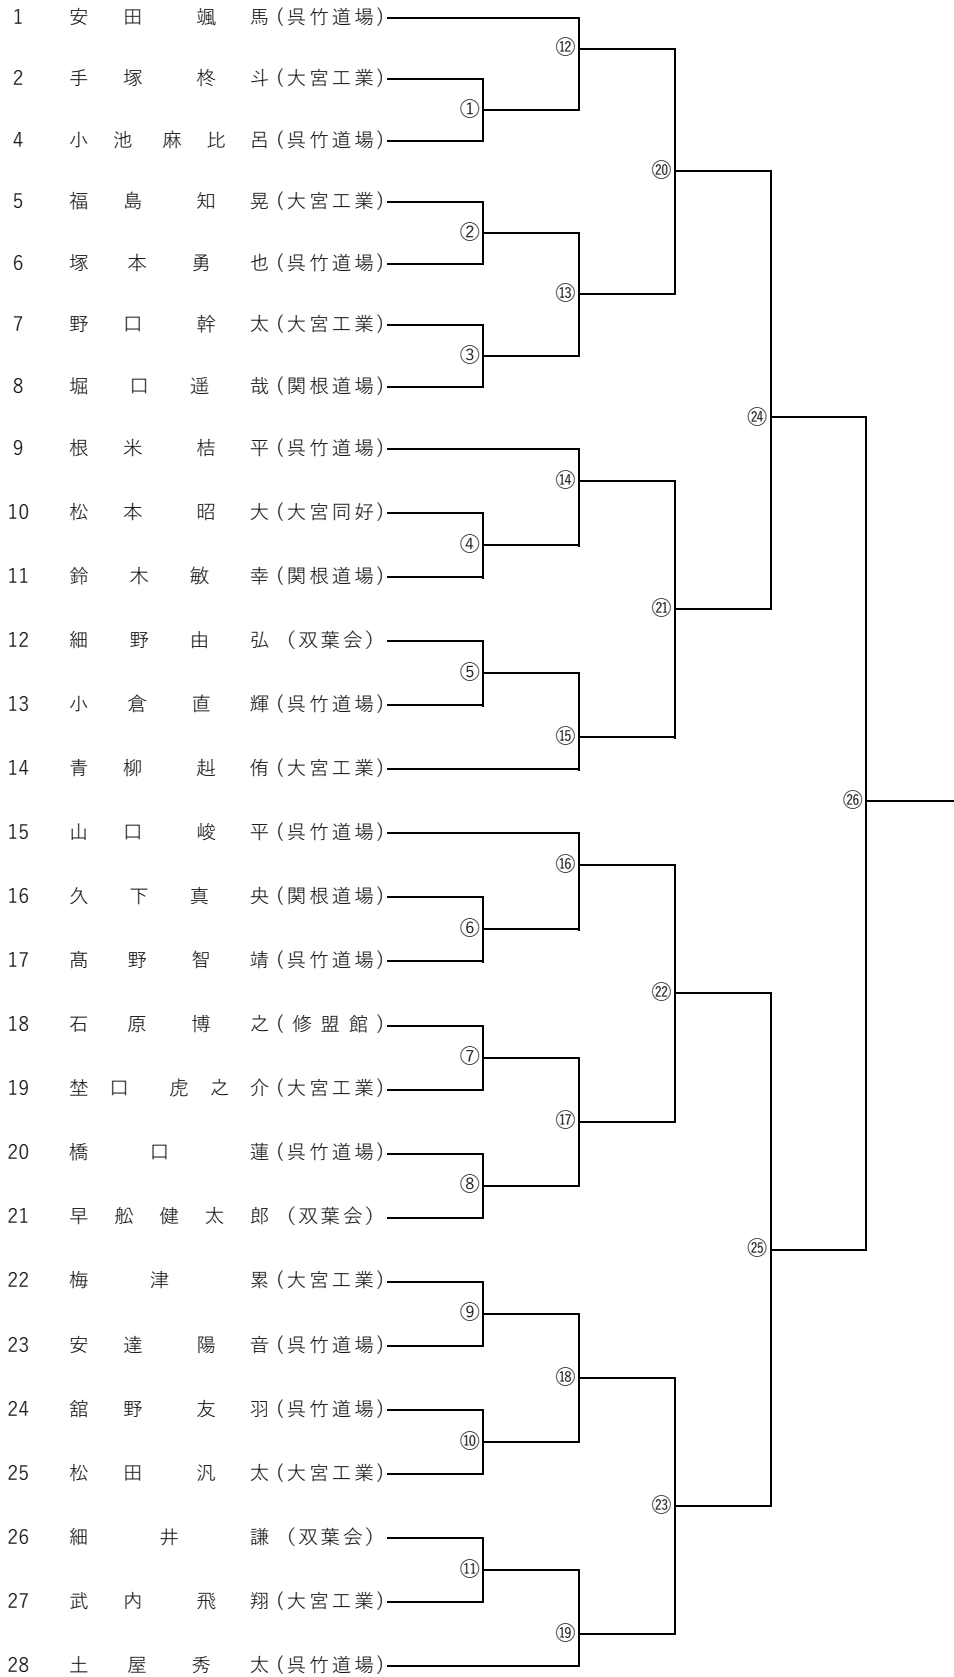 1 安田 颯馬(呉竹道場)
⑫
2 手塚 柊斗(大宮工業)
①
4 小池麻比呂(呉竹道場)
⑳
5 福島 知晃(大宮工業)
②
6 塚本勇也(呉竹道場)
⑬
7 野口 幹太(大宮工業)
③
8 堀口遥哉(関根道場)
㉔
9 根米 桔平(呉竹道場)
⑭
10 松本 昭大(大宮同好)
④
11 鈴木敏幸(関根道場)
㉑
12 細野由弘(双葉会)
⑤
13 小倉直輝(呉竹道場)
⑮
14 青柳 赳侑(大宮工業)
㉖
15 山口 峻平(呉竹道場)
⑯
16 久下真央(関根道場)
⑥
17 髙野智靖(呉竹道場)
㉒
18 石原博之(修盟館)
⑦
19 埜口 虎之介(大宮工業)
⑰
20 橋口 蓮(呉竹道場)
⑧
21 早舩健太郎(双葉会)
㉕
22 梅津 累(大宮工業)
⑨
23 安達 陽音(呉竹道場)
⑱
24 舘野 友羽(呉竹道場)
⑩
25 松田 汎太(大宮工業)
㉓
26 細井 謙(双葉会)
⑪
27 武内 飛翔(大宮工業)
⑲
28 土屋秀太(呉竹道場)